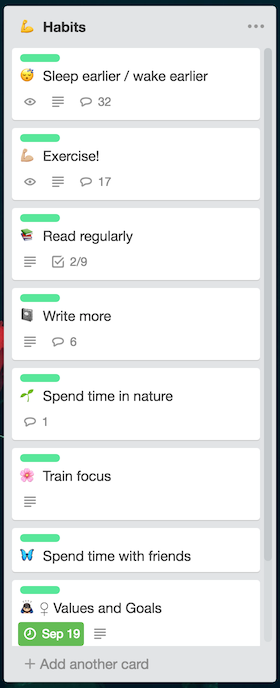 💪 Habits
😴 Sleep earlier / wake earlier
32
💪🏼 Exercise!
17
📚 Read regularly
2/9
📓 Write more
6
🌱 Spend time in nature
1
🌸 Train focus
🦋 Spend time with friends
🙇🏿‍♀ Values and Goals
Sep 19
+ Add another card